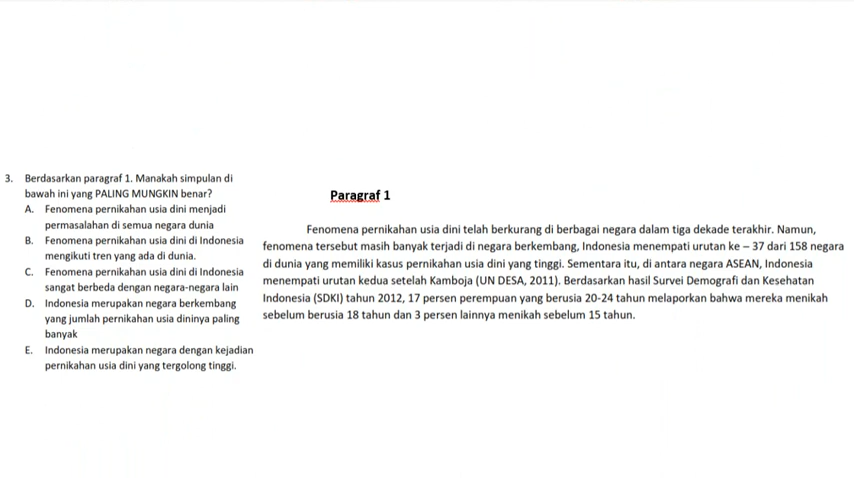 3. Berdasarkan paragraf 1. Manakah simpulan di
bawah ini yang PALING MUNGKIN benar?
A. Fenomena pernikahan usia dini menjadi
permasalahan di semua negara dunia
B. Fenomena pernikahan usia dini di Indonesia
mengikuti tren yang ada di dunia.
C. Fenomena pernikahan usia dini di Indonesia
sangat berbeda dengan negara-negara lain
D. Indonesia merupakan negara berkembang
yang jumlah pernikahan usia dininya paling
banyak
E. Indonesia merupakan negara dengan kejadian
pernikahan usia dini yang tergolong tinggi.
Paragraf 1
Fenomena pernikahan usia dini telah berkurang di berbagai negara dalam tiga dekade terakhir. Namun,
fenomena tersebut masih banyak terjadi di negara berkembang, Indonesia menempati urutan ke – 37 dari 158 negara
di dunia yang memiliki kasus pernikahan usia dini yang tinggi. Sementara itu, di antara negara ASEAN, Indonesia
menempati urutan kedua setelah Kamboja (UN DESA, 2011). Berdasarkan hasil Survei Demografi dan Kesehatan
Indonesia (SDKI) tahun 2012, 17 persen perempuan yang berusia 20-24 tahun melaporkan bahwa mereka menikah
sebelum berusia 18 tahun dan 3 persen lainnya menikah sebelum 15 tahun.